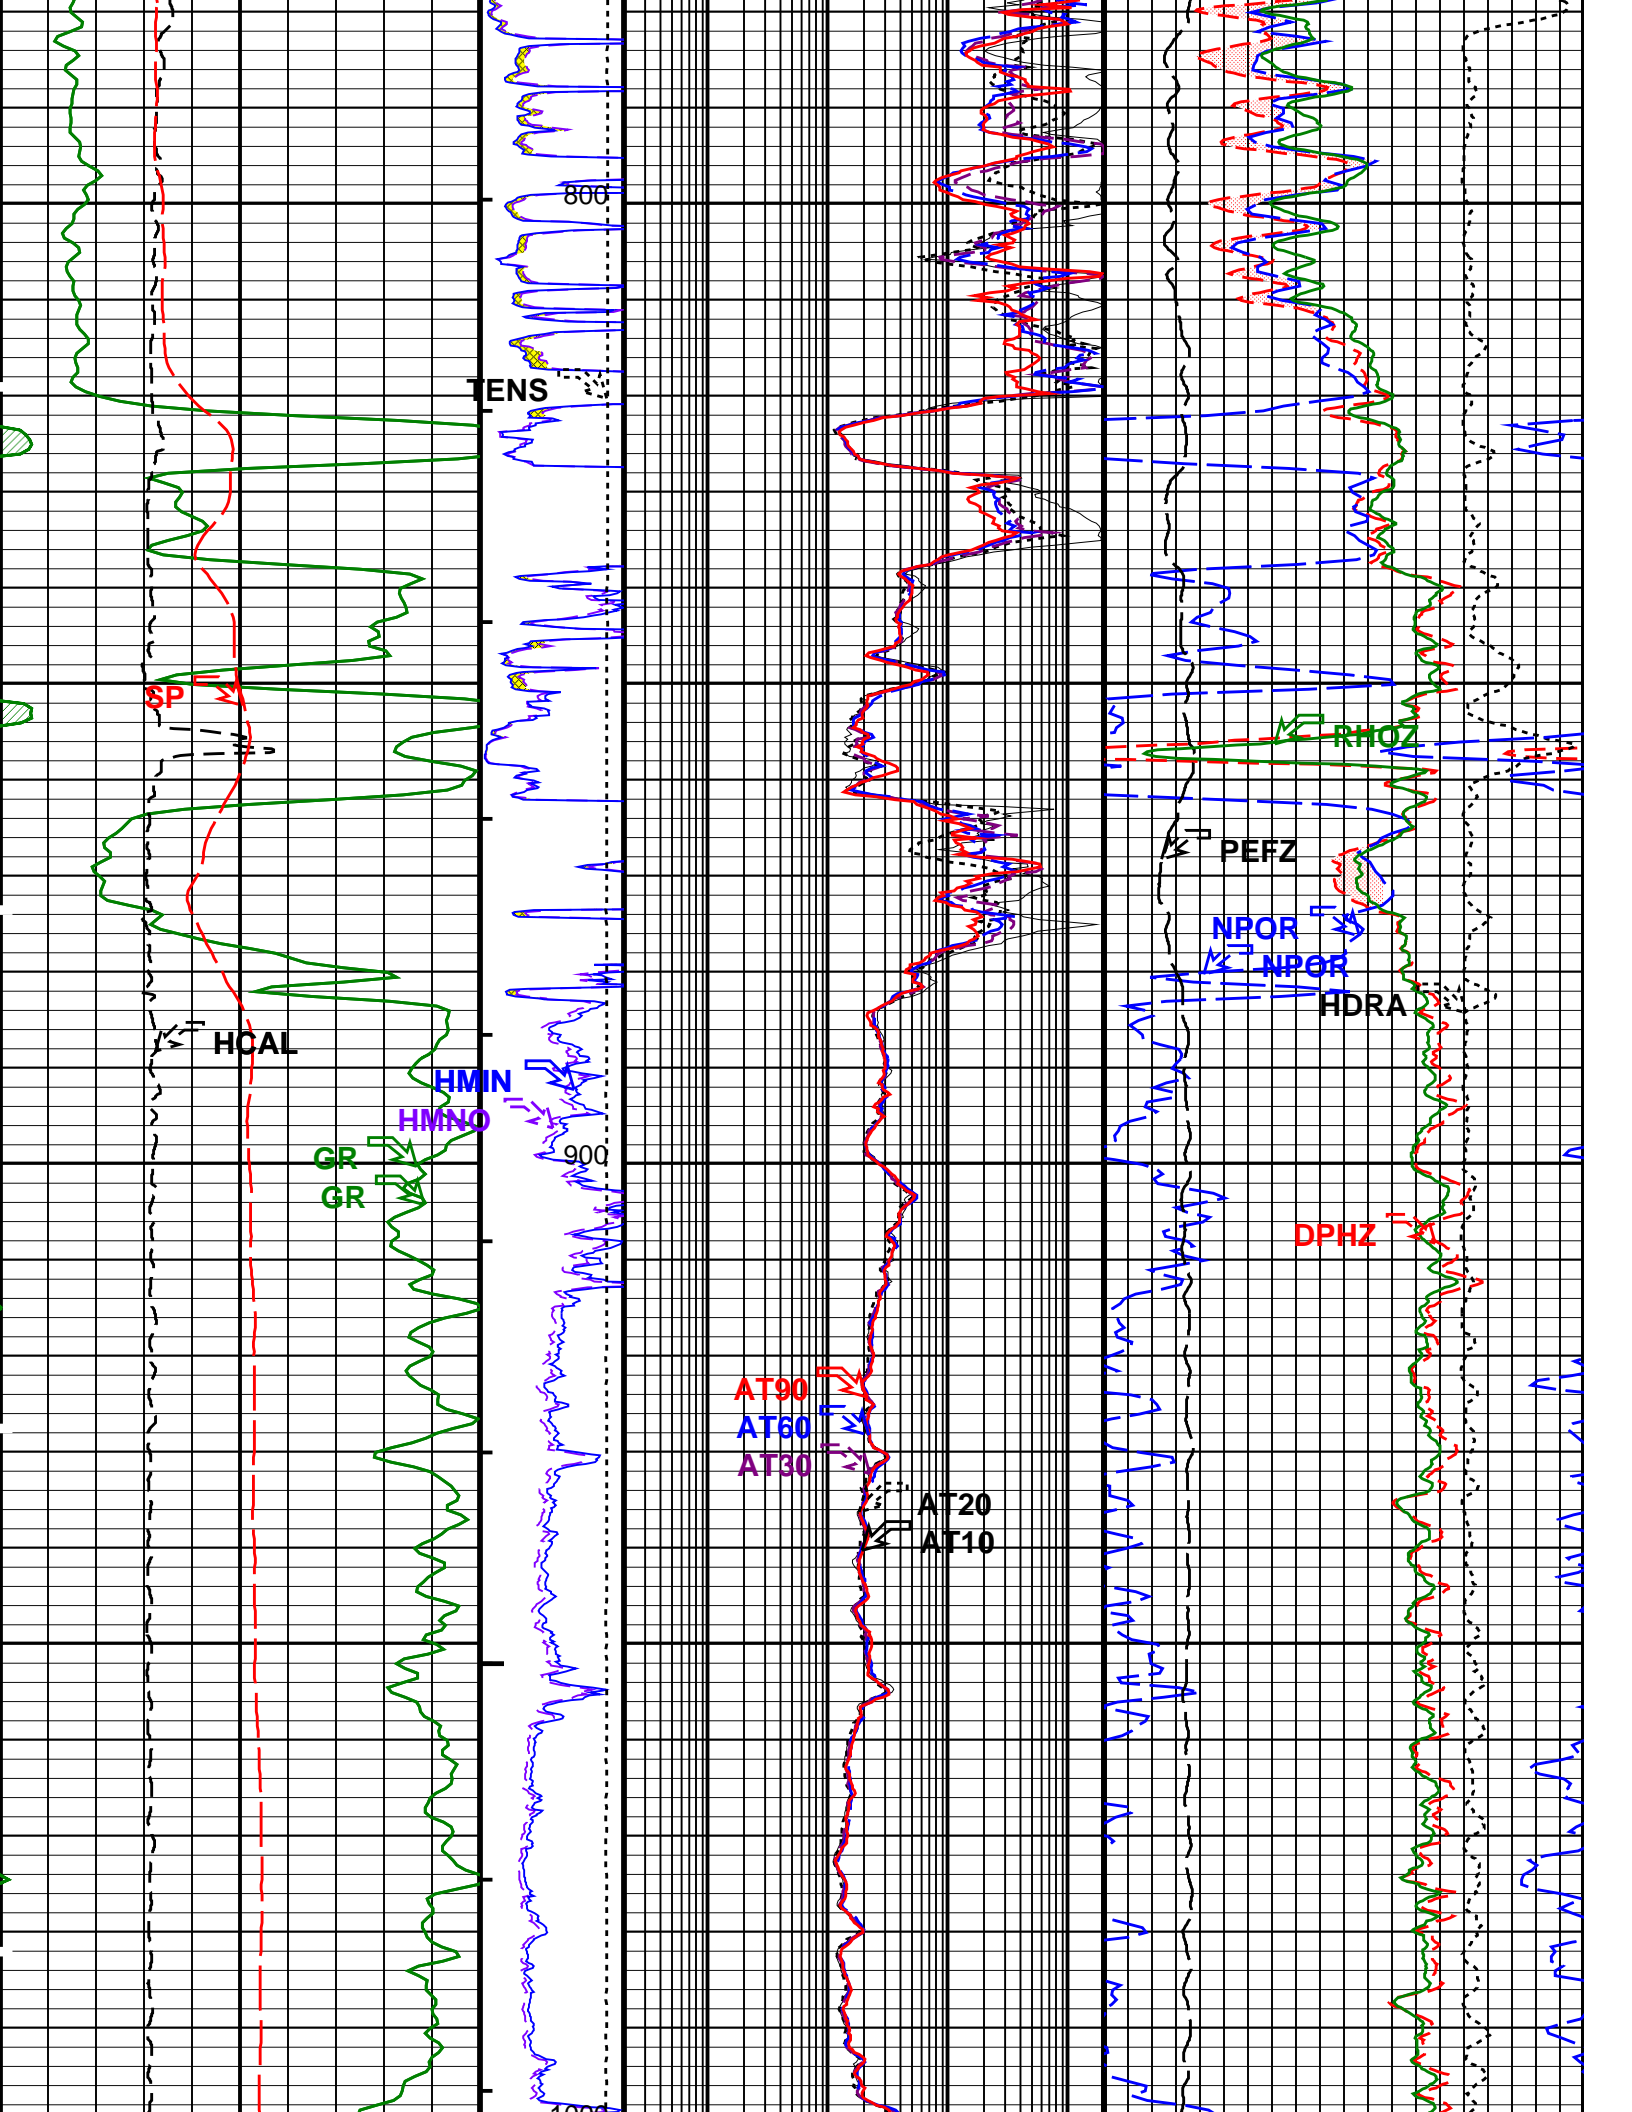 800
TENS
SP
RHOZ
PEFZ
NPOR
NPOR
HDRA
HCAL
HMIN
HMNO
900
GR
GR
DPHZ
AT90
AT60
AT30
AT20
AT10
1000